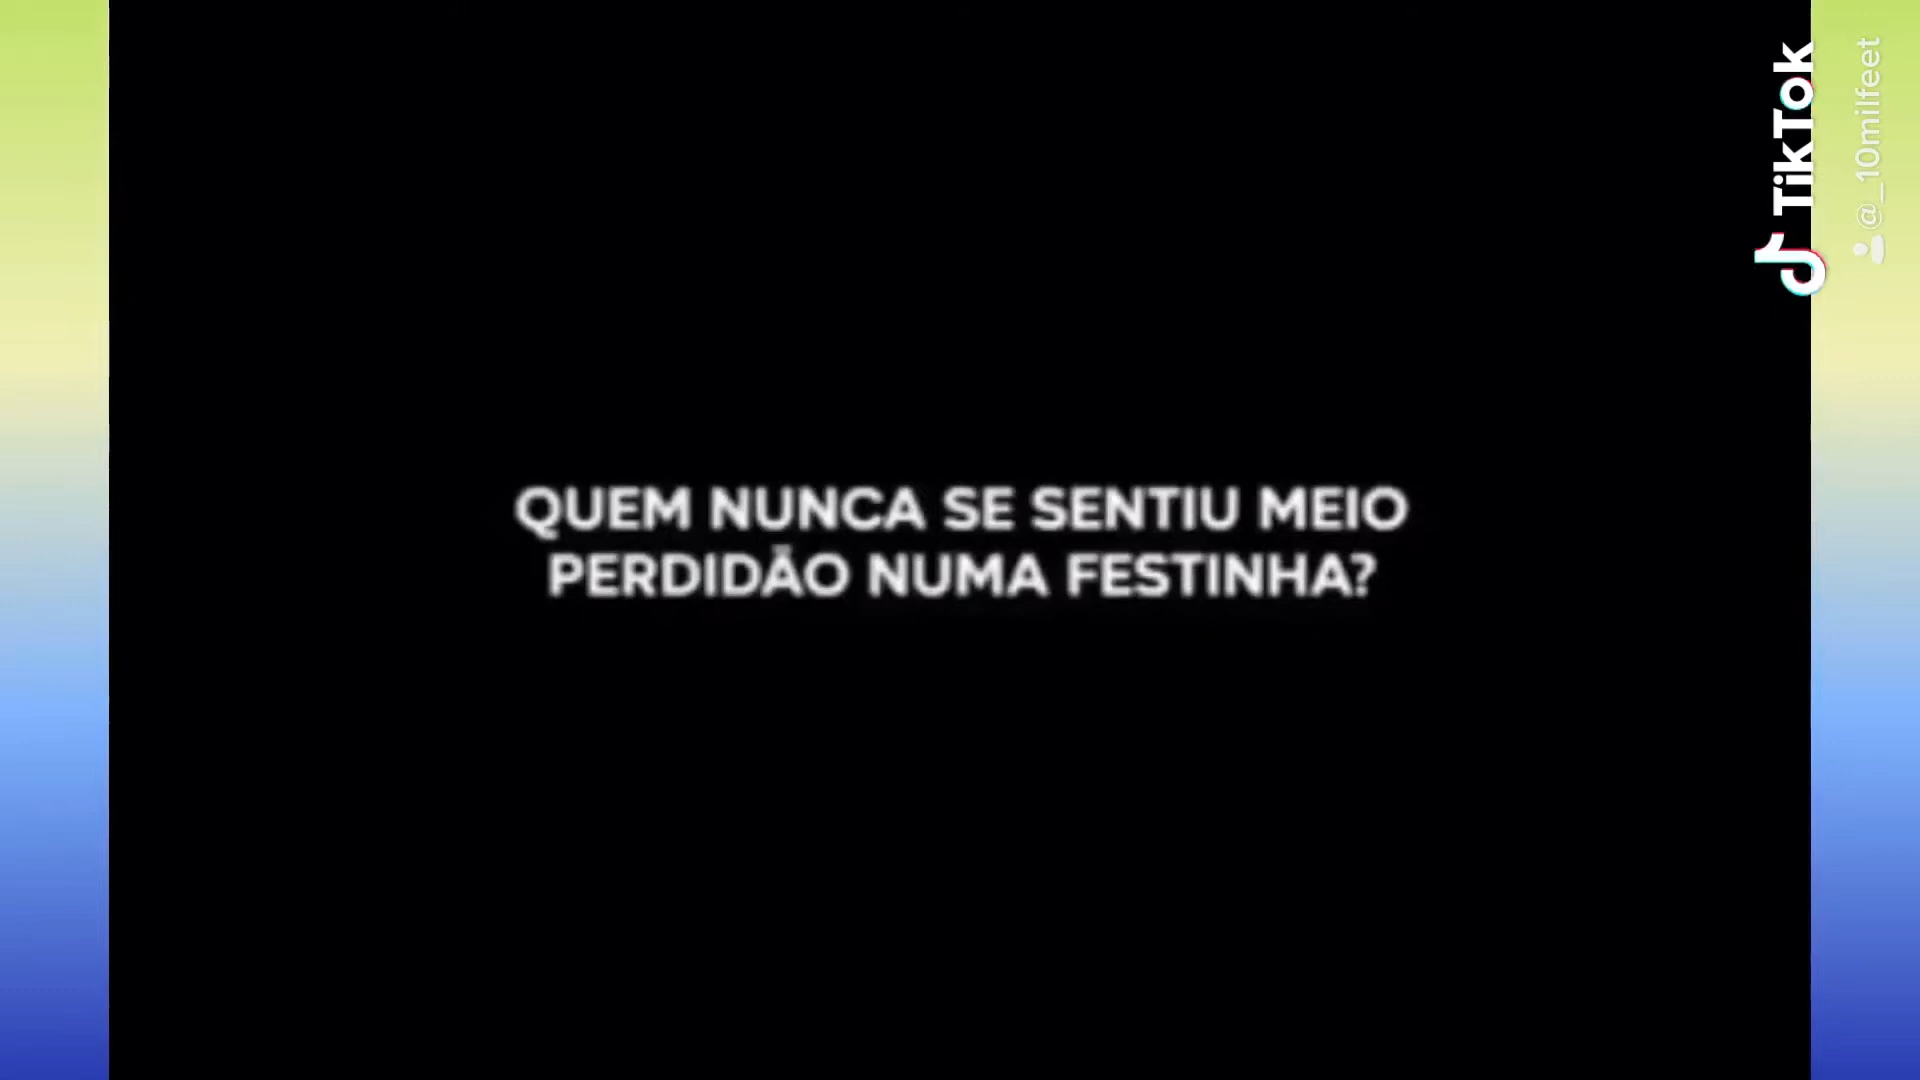 QUEM NUNCA SE SENTIU MEIO
PERDIDÃO NUMA FESTINHA?
TikTok
@_10milfeet